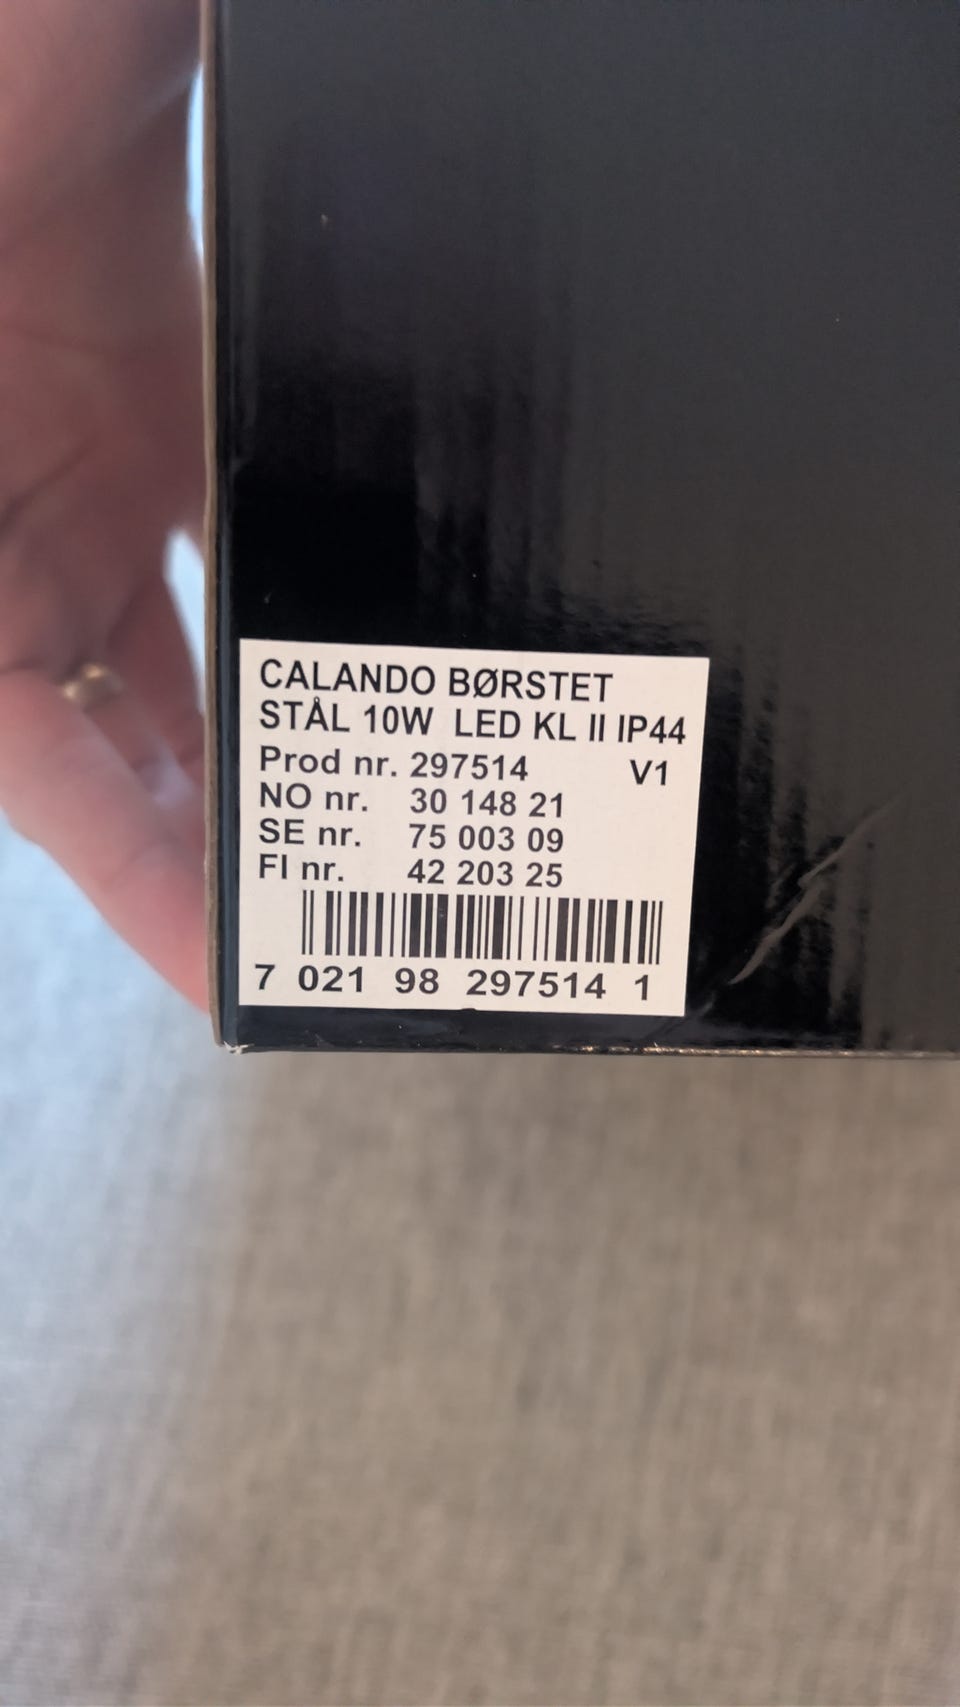 CALANDO BØRSTET
STÅL 10W LED KL II IP44
Prod nr. 297514 V1
NO nr. 30 148 21
SE nr. 75 003 09
FI nr. 42 203 25
7 021 98 297514 1